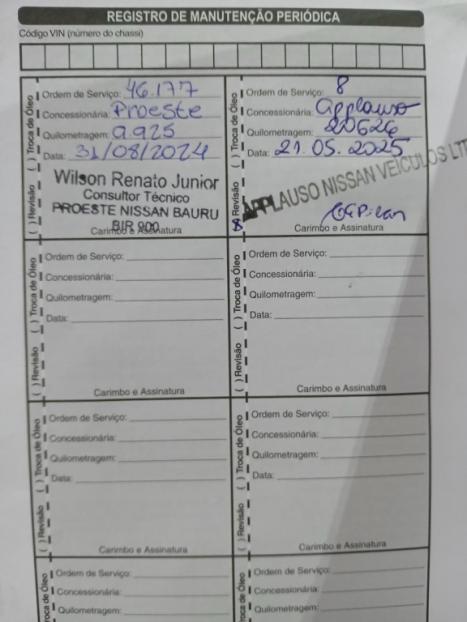 REGISTRO DE MANUTENÇÃO PERIÓDICA
Código VIN (número do chassi)
( ) Revisão ( ) Troca de Óleo
Ordem de Serviço: 46.177
Concessionária: Proeste
Quilometragem: 9.925
Data: 31/08/2024
Wilson Renato Junior
Consultor Técnico
PROESTE NISSAN BAURU
BIR 900
Carimbo e Assinatura
Revisão ( ) Troca de Óleo
Ordem de Serviço: 8
Concessionária: Applauso
Quilometragem: 20626
Data: 21.05.2025
APPLAUSO NISSAN VEÍCULOS LT
Carimbo e Assinatura
( ) Revisão ( ) Troca de Óleo
Ordem de Serviço:
Concessionária:
Quilometragem:
Data:
Carimbo e Assinatura
( ) Revisão ( ) Troca de Óleo
Ordem de Serviço:
Concessionária:
Quilometragem:
Data:
Carimbo e Assinatura
( ) Revisão ( ) Troca de Óleo
Ordem de Serviço:
Concessionária:
Quilometragem:
Data:
Carimbo e Assinatura
( ) Revisão ( ) Troca de Óleo
Ordem de Serviço:
Concessionária:
Quilometragem:
Data:
Carimbo e Assinatura
de Óleo
Ordem de Serviço:
Concessionária:
Quilometragem:
de Óleo
Ordem de Serviço:
Concessionária:
Quilometragem: